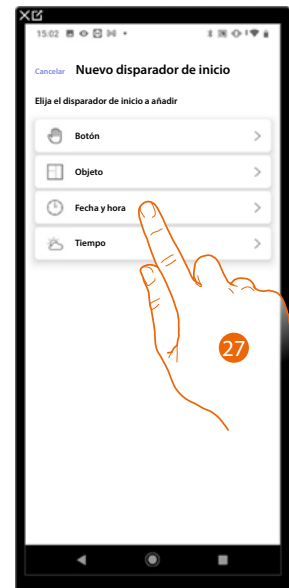 15:02
Cancelar Nuevo disparador de inicio
Elija el disparador de inicio a añadir
Botón
Objeto
Fecha y hora
Tiempo
27